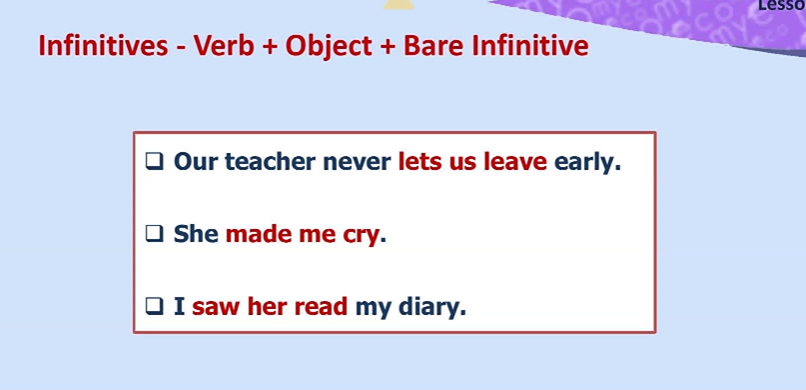 Lesso
Infinitives - Verb + Object + Bare Infinitive
❑ Our teacher never lets us leave early.
❑ She made me cry.
❑ I saw her read my diary.